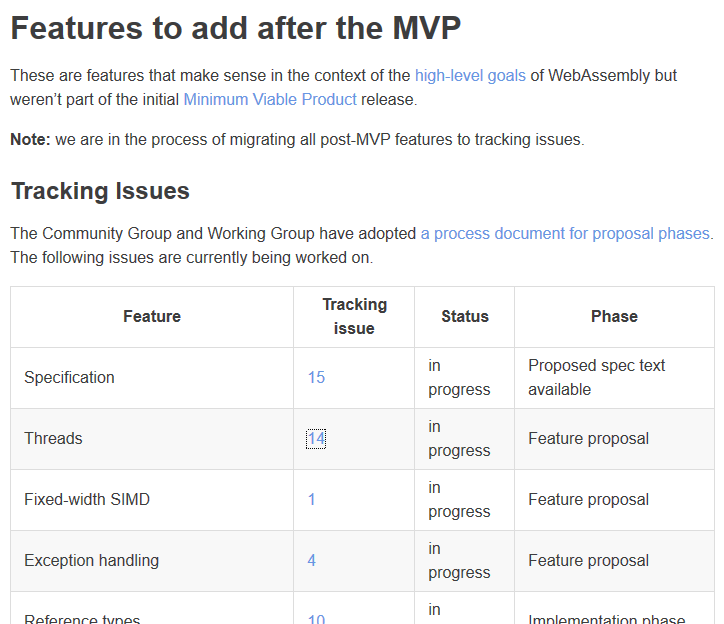 Features to add after the MVP
These are features that make sense in the context of the high-level goals of WebAssembly but
weren’t part of the initial Minimum Viable Product release.
Note: we are in the process of migrating all post-MVP features to tracking issues.
Tracking Issues
The Community Group and Working Group have adopted a process document for proposal phases.
The following issues are currently being worked on.
Feature Tracking issue Status Phase
Specification 15 in progress Proposed spec text available
Threads 14 in progress Feature proposal
Fixed-width SIMD 1 in progress Feature proposal
Exception handling 4 in progress Feature proposal
Reference types 10 in Implementation phase